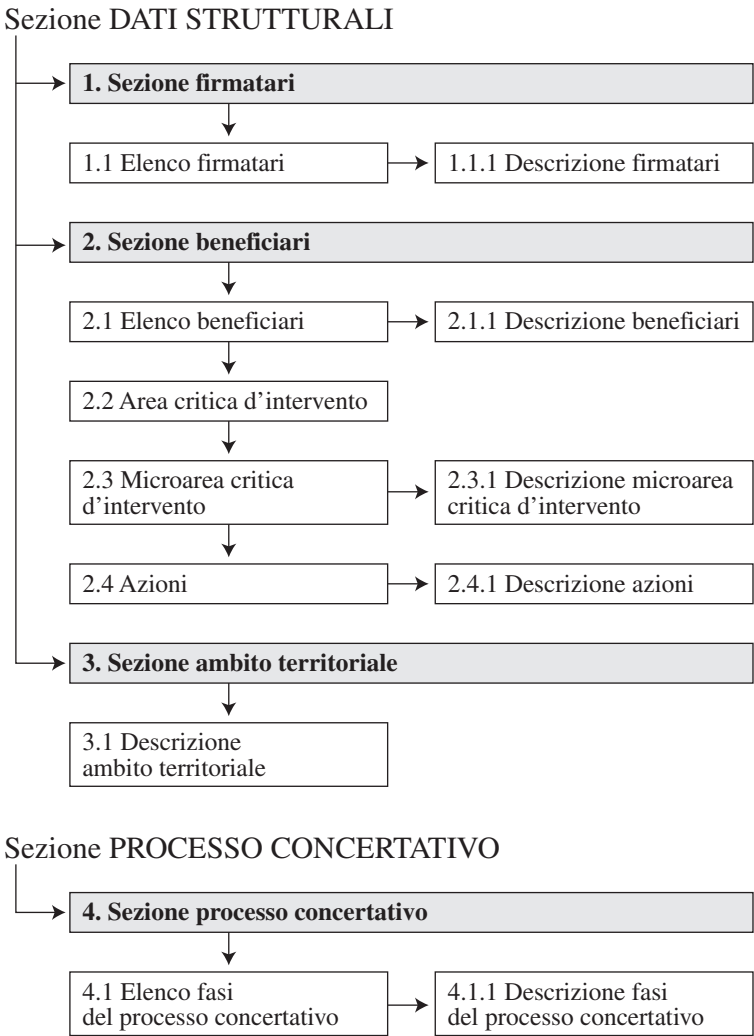 Sezione DATI STRUTTURALI
1. Sezione firmatari
1.1 Elenco firmatari
1.1.1 Descrizione firmatari
2. Sezione beneficiari
2.1 Elenco beneficiari
2.1.1 Descrizione beneficiari
2.2 Area critica d’intervento
2.3 Microarea critica
d’intervento
2.3.1 Descrizione microarea
critica d’intervento
2.4 Azioni
2.4.1 Descrizione azioni
3. Sezione ambito territoriale
3.1 Descrizione
ambito territoriale
Sezione PROCESSO CONCERTATIVO
4. Sezione processo concertativo
4.1 Elenco fasi
del processo concertativo
4.1.1 Descrizione fasi
del processo concertativo